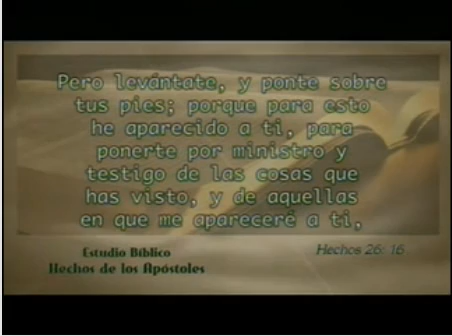 Pero levántate, y ponte sobre
tus pies; porque para esto
he aparecido a ti, para
ponerte por ministro y
testigo de las cosas que
has visto, y de aquellas
en que me apareceré a ti,
Hechos 26: 16
Estudio Bíblico
Hechos de los Apóstoles